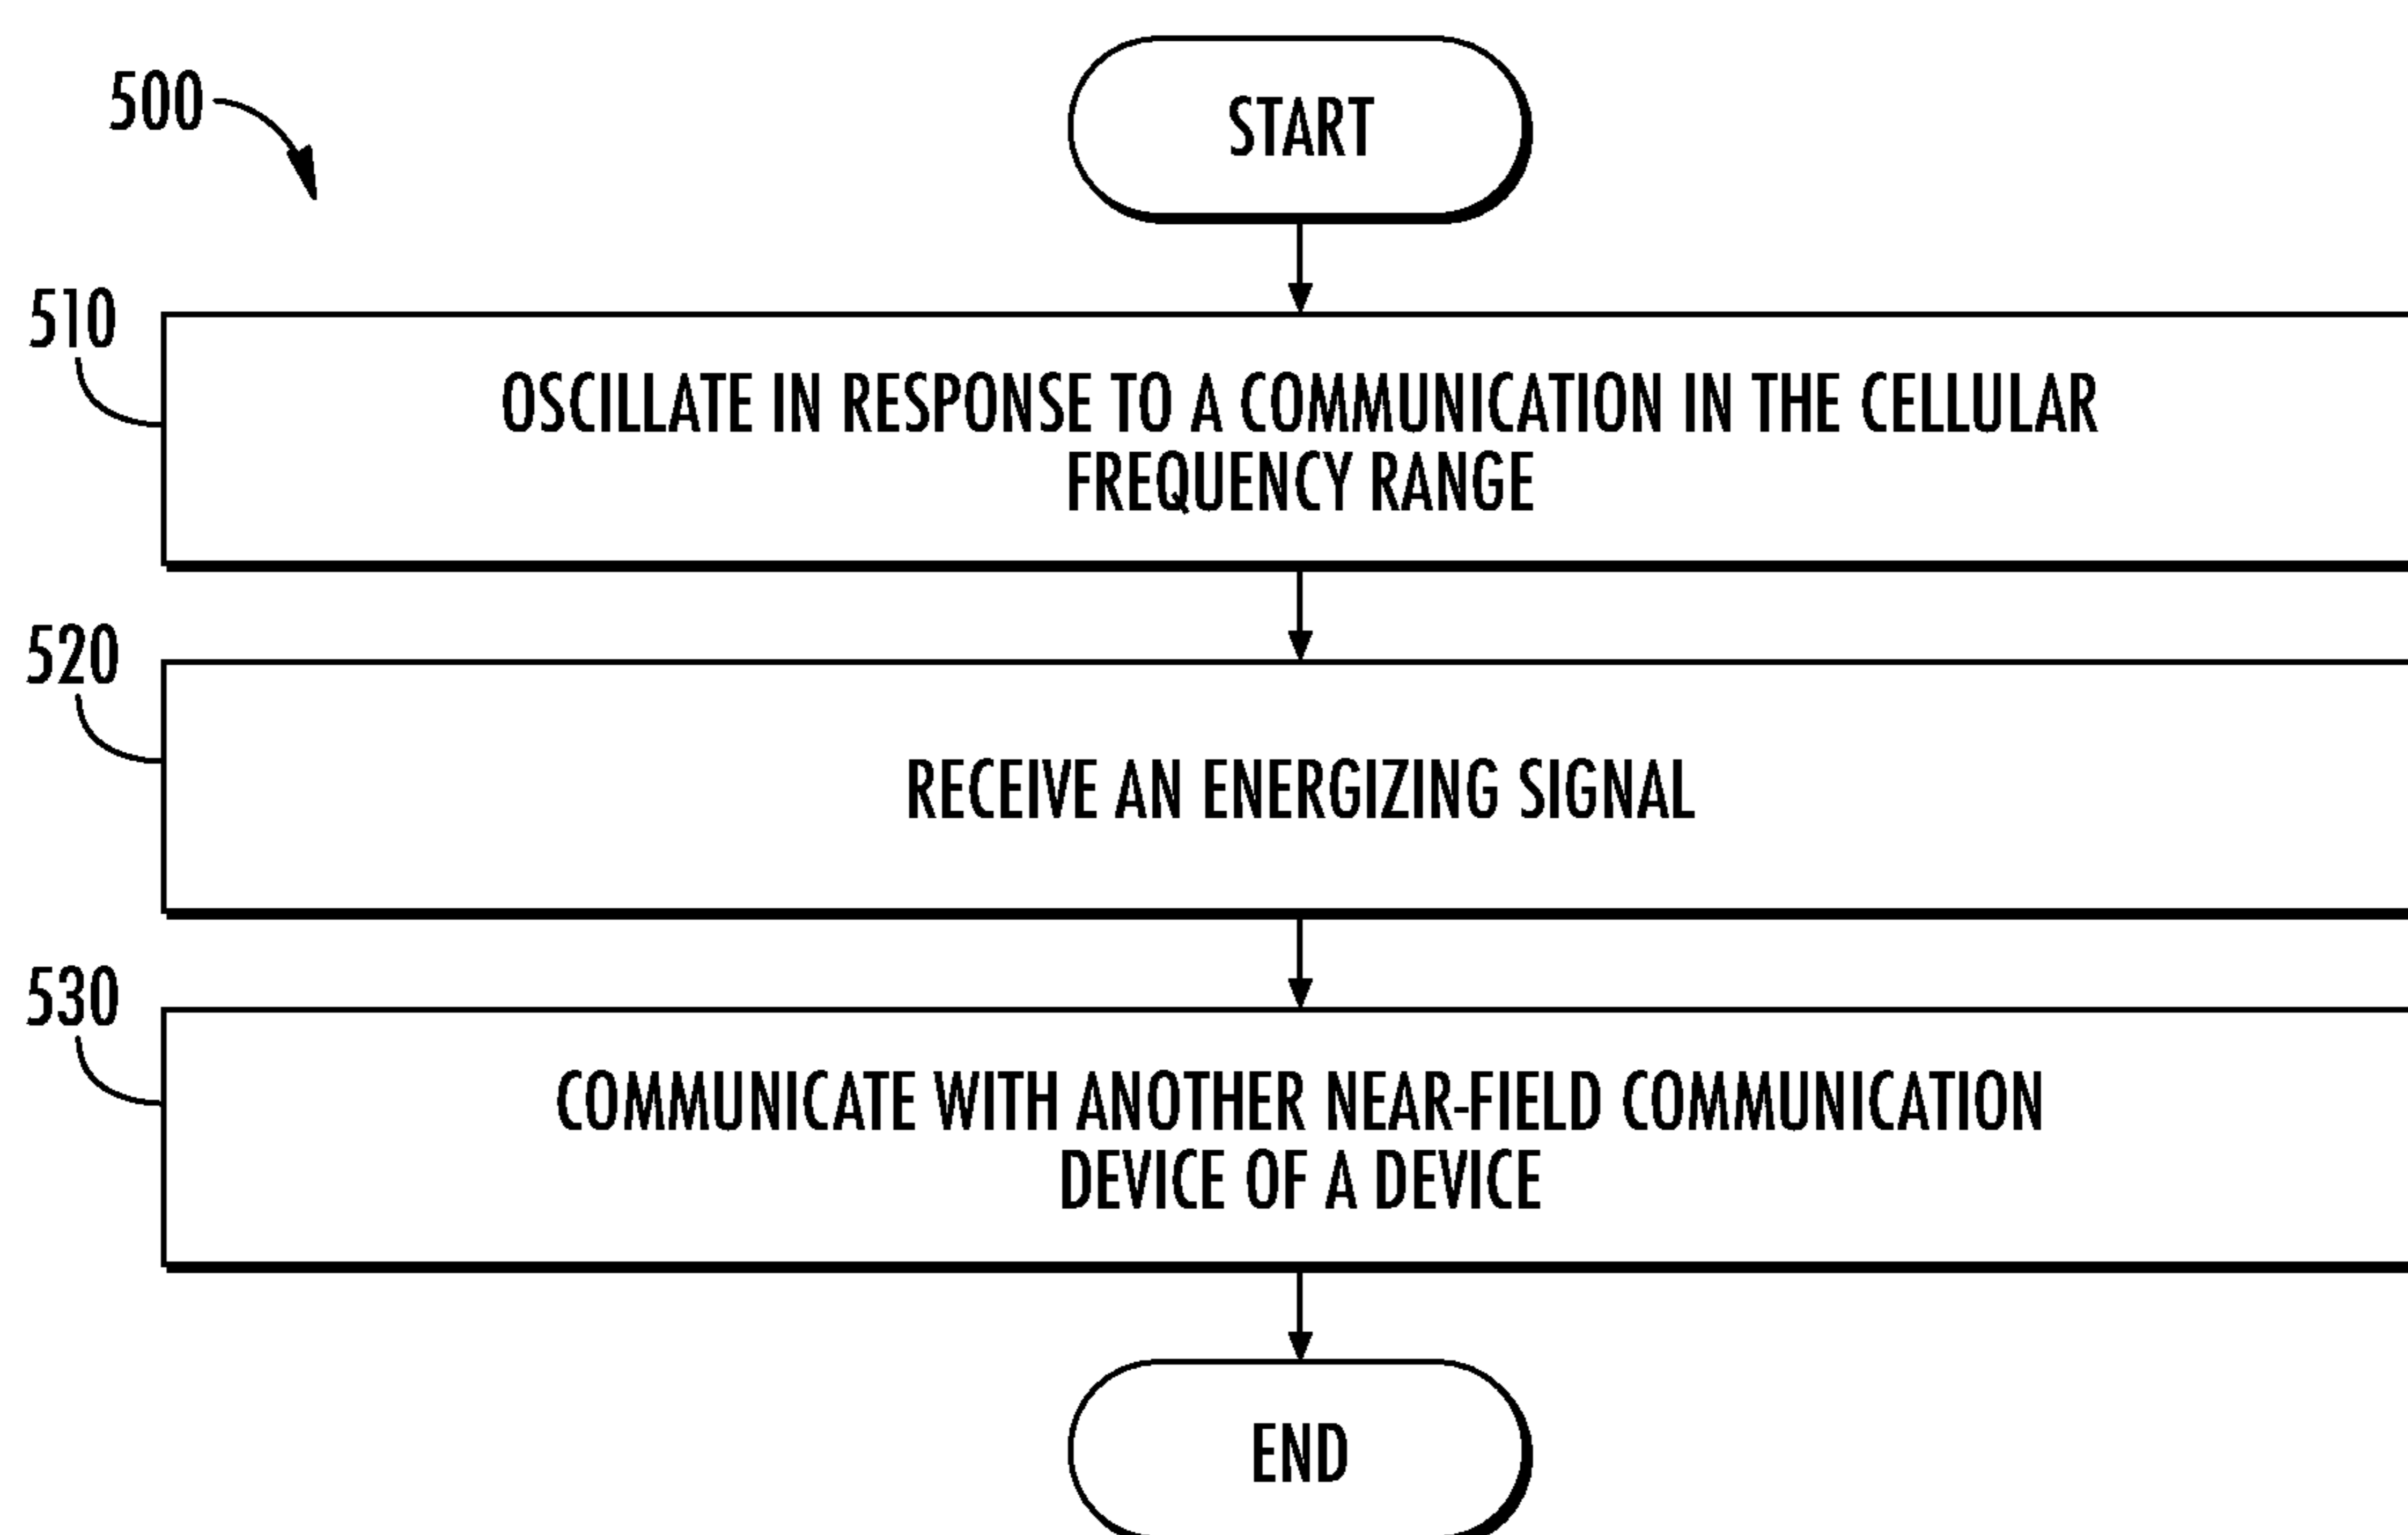 500
START
510
OSCILLATE IN RESPONSE TO A COMMUNICATION IN THE CELLULAR
FREQUENCY RANGE
520
RECEIVE AN ENERGIZING SIGNAL
530
COMMUNICATE WITH ANOTHER NEAR-FIELD COMMUNICATION
DEVICE OF A DEVICE
END